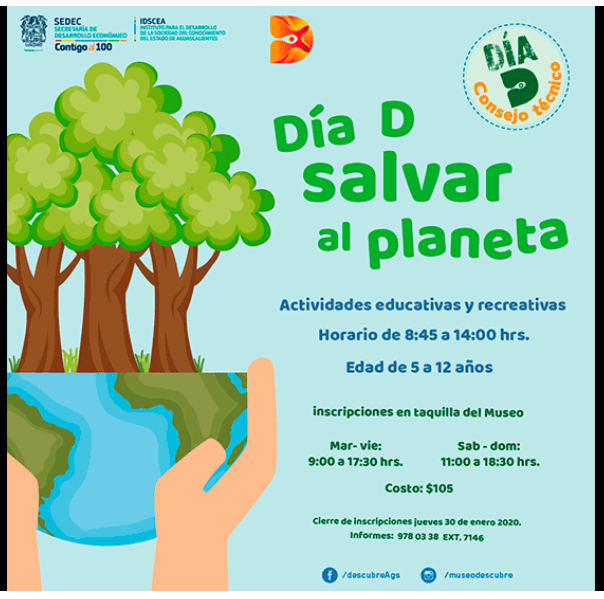 SEDEC
SECRETARÍA DE
DESARROLLO ECONÓMICO
Contigo al 100
IDSCEA
INSTITUTO PARA EL DESARROLLO
DE LA SOCIEDAD DEL CONOCIMIENTO
DEL ESTADO DE AGUASCALIENTES
DÍA
D
Consejo técnico
Día D
salvar
al planeta
Actividades educativas y recreativas
Horario de 8:45 a 14:00 hrs.
Edad de 5 a 12 años
inscripciones en taquilla del Museo
Mar- vie:
9:00 a 17:30 hrs.
Sab - dom:
11:00 a 18:30 hrs.
Costo: $105
Cierre de inscripciones jueves 30 de enero 2020.
Informes: 978 03 38 EXT. 7146
/descubreAgs
/museodescubre